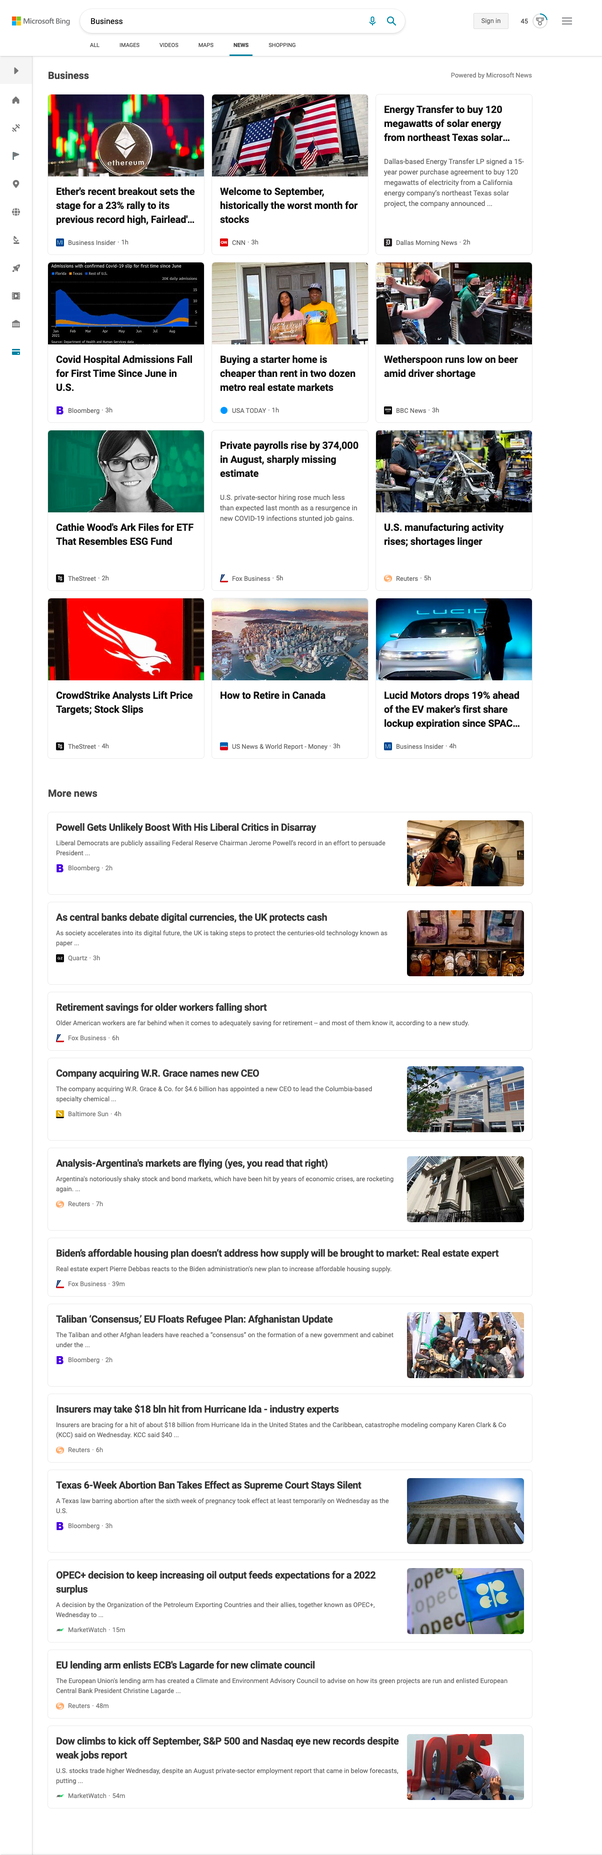 Microsoft Bing
Business
Sign in
45
ALL
IMAGES
VIDEOS
MAPS
NEWS
SHOPPING
Business
Powered by Microsoft News
ethereum
Ether's recent breakout sets the
stage for a 23% rally to its
previous record high, Fairlead'...
Business Insider · 1h
Welcome to September,
historically the worst month for
stocks
CNN · 3h
Energy Transfer to buy 120
megawatts of solar energy
from northeast Texas solar...
Dallas-based Energy Transfer LP signed a 15-
year power purchase agreement to buy 120
megawatts of electricity from a California
energy company's northeast Texas solar
project, the company announced ...
Dallas Morning News · 2h
Admissions with confirmed Covid-19 slip for first time since June
Florida Texas Rest of U.S.
Covid Hospital Admissions Fall
for First Time Since June in
U.S.
Bloomberg · 3h
Buying a starter home is
cheaper than rent in two dozen
metro real estate markets
USA TODAY · 1h
Wetherspoon runs low on beer
amid driver shortage
BBC News · 3h
Cathie Wood's Ark Files for ETF
That Resembles ESG Fund
TheStreet · 2h
Private payrolls rise by 374,000
in August, sharply missing
estimate
U.S. private-sector hiring rose much less
than expected last month as a resurgence in
new COVID-19 infections stunted job gains.
Fox Business · 5h
U.S. manufacturing activity
rises; shortages linger
Reuters · 5h
CrowdStrike Analysts Lift Price
Targets; Stock Slips
TheStreet · 4h
How to Retire in Canada
US News & World Report - Money · 3h
LUCID
Lucid Motors drops 19% ahead
of the EV maker's first share
lockup expiration since SPAC...
Business Insider · 4h
More news
Powell Gets Unlikely Boost With His Liberal Critics in Disarray
Liberal Democrats are publicly assailing Federal Reserve Chairman Jerome Powell's record in an effort to persuade
President ...
Bloomberg · 2h
As central banks debate digital currencies, the UK protects cash
As society accelerates into its digital future, the UK is taking steps to protect the centuries-old technology known as
paper ...
Quartz · 3h
Retirement savings for older workers falling short
Older American workers are far behind when it comes to adequately saving for retirement – and most of them know it, according to a new study.
Fox Business · 6h
Company acquiring W.R. Grace names new CEO
The company acquiring W.R. Grace & Co. for $4.6 billion has appointed a new CEO to lead the Columbia-based
specialty chemical ...
Baltimore Sun · 4h
Analysis-Argentina's markets are flying (yes, you read that right)
Argentina's notoriously shaky stock and bond markets, which have been hit by years of economic crises, are rocketing
again. ...
Reuters · 7h
Biden's affordable housing plan doesn't address how supply will be brought to market: Real estate expert
Real estate expert Pierre Debbas reacts to the Biden administration's new plan to increase affordable housing supply.
Fox Business · 39m
Taliban ‘Consensus,’ EU Floats Refugee Plan: Afghanistan Update
The Taliban and other Afghan leaders have reached a “consensus” on the formation of a new government and cabinet
under the ...
Bloomberg · 2h
Insurers may take $18 bln hit from Hurricane Ida - industry experts
Insurers are bracing for a hit of about $18 billion from Hurricane Ida in the United States and the Caribbean, catastrophe modeling company Karen Clark & Co
(KCC) said on Wednesday. KCC said $40 ...
Reuters · 6h
Texas 6-Week Abortion Ban Takes Effect as Supreme Court Stays Silent
A Texas law barring abortion after the sixth week of pregnancy took effect at least temporarily on Wednesday as the
U.S.
Bloomberg · 3h
OPEC+ decision to keep increasing oil output feeds expectations for a 2022
surplus
A decision by the Organization of the Petroleum Exporting Countries and their allies, together known as OPEC+,
Wednesday to ...
MarketWatch · 15m
EU lending arm enlists ECB's Lagarde for new climate council
The European Union's lending arm has created a Climate and Environment Advisory Council to advise on how its green projects are run and enlisted European
Central Bank President Christine Lagarde ...
Reuters · 48m
Dow climbs to kick off September, S&P 500 and Nasdaq eye new records despite
weak jobs report
U.S. stocks trade higher Wednesday, despite an August private-sector employment report that came in below forecasts,
putting ...
MarketWatch · 54m
JOBS